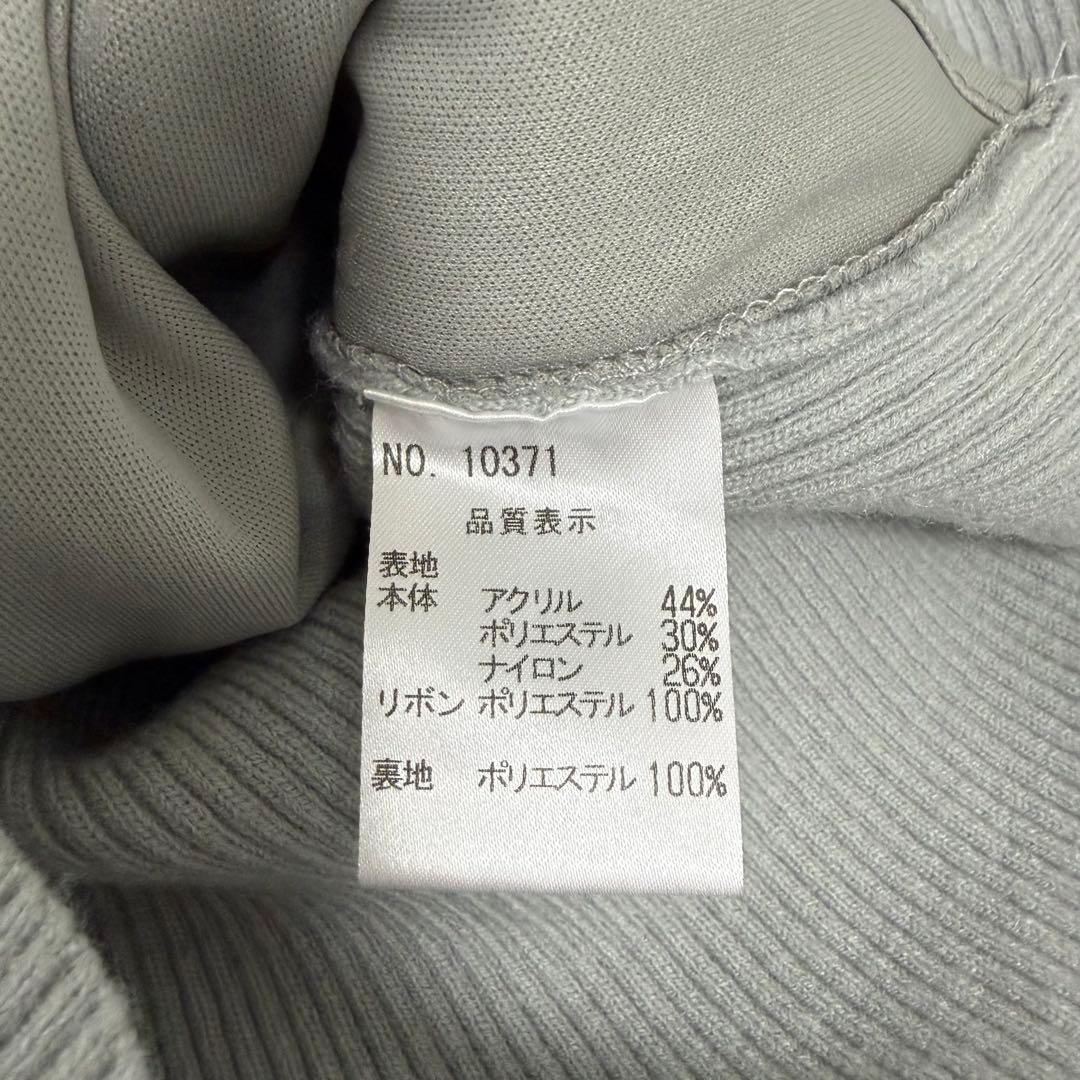 NO. 10371
品質表示
表地
本体 アクリル 44%
ポリエステル 30%
ナイロン 26%
リボン ポリエステル 100%
裏地 ポリエステル 100%